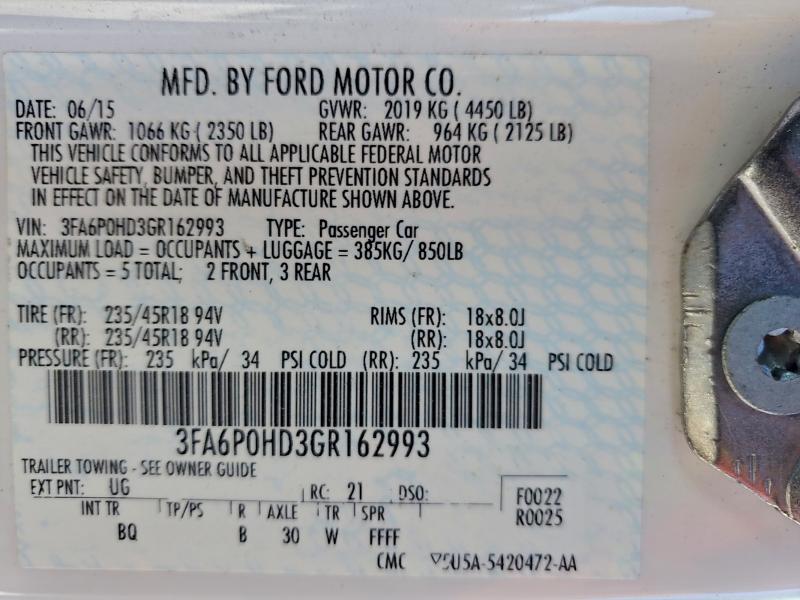 MFD. BY FORD MOTOR CO.
DATE: 06/15 GVWR: 2019 KG ( 4450 LB)
FRONT GAWR: 1066 KG ( 2350 LB) REAR GAWR: 964 KG ( 2125 LB)
THIS VEHICLE CONFORMS TO ALL APPLICABLE FEDERAL MOTOR
VEHICLE SAFETY, BUMPER, AND THEFT PREVENTION STANDARDS
IN EFFECT ON THE DATE OF MANUFACTURE SHOWN ABOVE.
VIN: 3FA6P0HD3GR162993 TYPE: Passenger Car
MAXIMUM LOAD = OCCUPANTS + LUGGAGE = 385KG/ 850LB
OCCUPANTS = 5 TOTAL; 2 FRONT, 3 REAR
TIRE (FR): 235/45R18 94V RIMS (FR): 18x8.0J
(RR): 235/45R18 94V (RR): 18x8.0J
PRESSURE (FR): 235 kPa/ 34 PSI COLD (RR): 235 kPa/ 34 PSI COLD
3FA6P0HD3GR162993
TRAILER TOWING - SEE OWNER GUIDE
EXT PNT: UG RC: 21 DSO: F0022
INT TR TP/PS R AXLE TR SPR R0025
BQ B 30 W FFFF
CMC 5U5A-5420472-AA